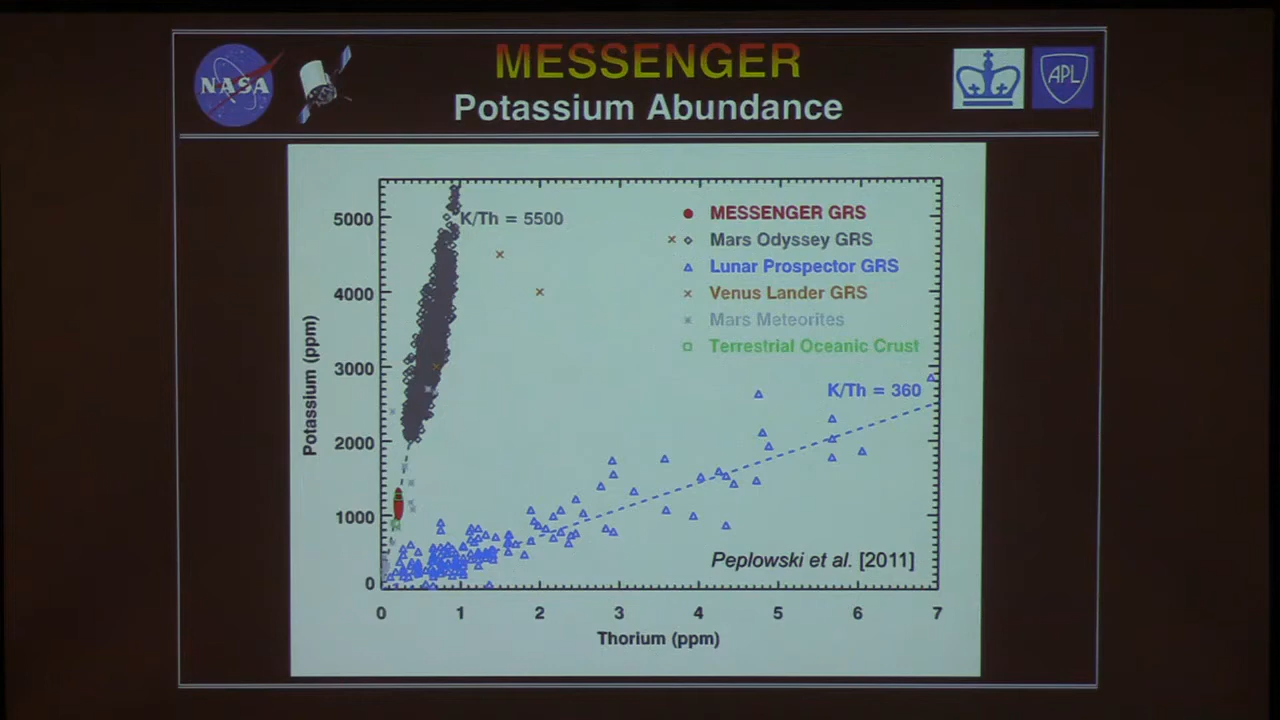 NASA
MESSENGER
Potassium Abundance
APL
K/Th = 5500
MESSENGER GRS
Mars Odyssey GRS
Lunar Prospector GRS
Venus Lander GRS
Mars Meteorites
Terrestrial Oceanic Crust
K/Th = 360
Peplowski et al. [2011]
Potassium (ppm)
5000
4000
3000
2000
1000
0
0 1 2 3 4 5 6 7
Thorium (ppm)